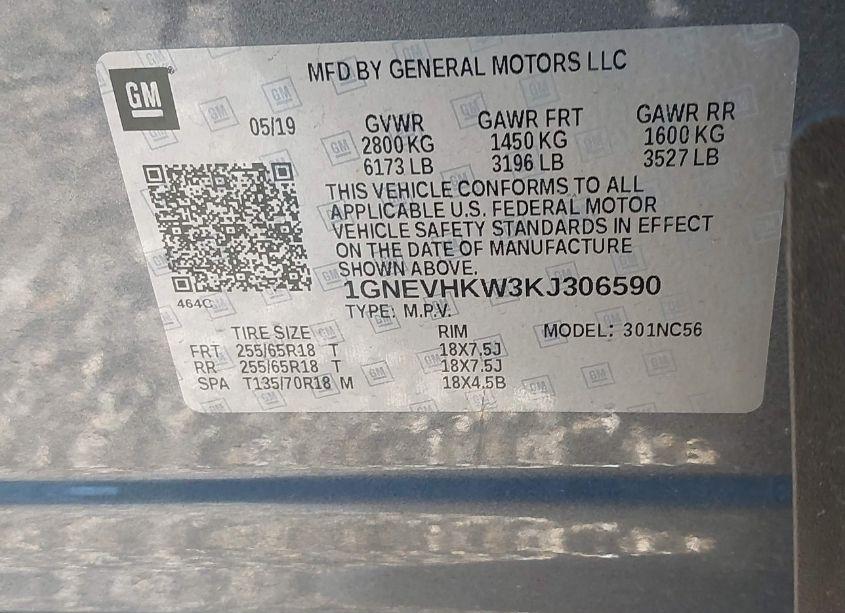 GM
MFD BY GENERAL MOTORS LLC
05/19
GVWR GAWR FRT GAWR RR
2800 KG 1450 KG 1600 KG
6173 LB 3196 LB 3527 LB
THIS VEHICLE CONFORMS TO ALL
APPLICABLE U.S. FEDERAL MOTOR
VEHICLE SAFETY STANDARDS IN EFFECT
ON THE DATE OF MANUFACTURE
SHOWN ABOVE.
464C
1GNEVHKW3KJ306590
TYPE: M.P.V.
TIRE SIZE RIM MODEL: 301NC56
FRT 255/65R18 T 18X7.5J
RR 255/65R18 T 18X7.5J
SPA T135/70R18 M 18X4.5B